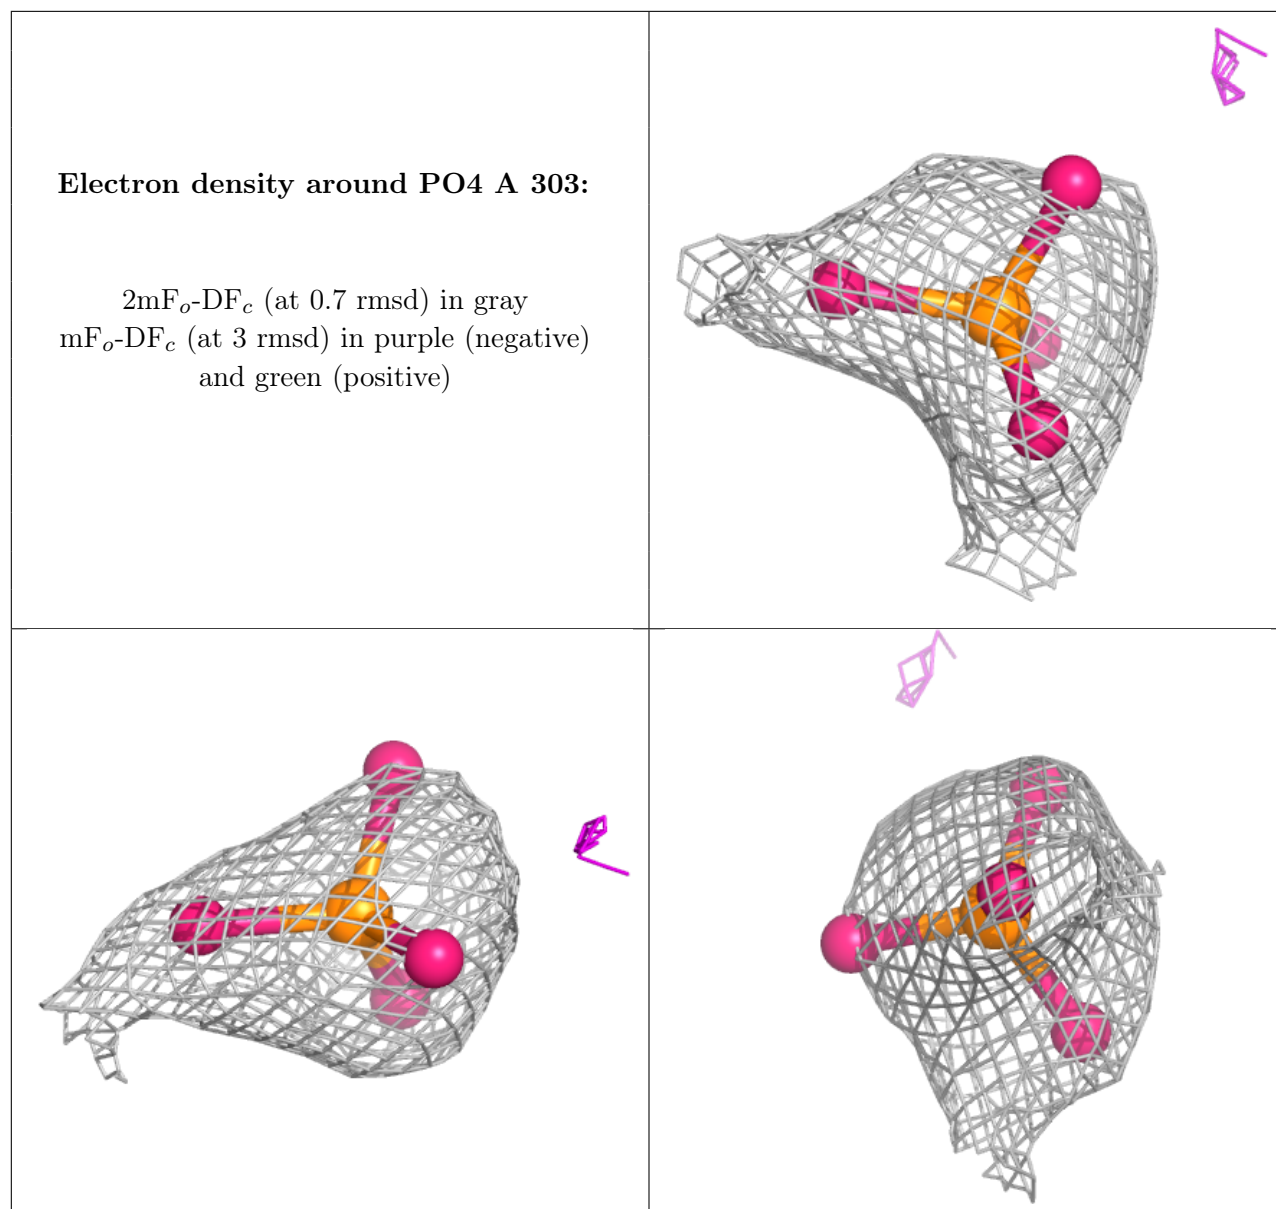 Electron density around PO4 A 303:
2mFo-DFc (at 0.7 rmsd) in gray
mFo-DFc (at 3 rmsd) in purple (negative)
and green (positive)